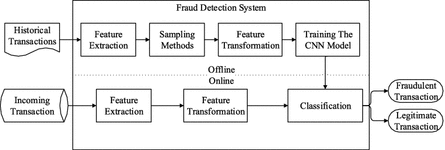 Fraud Detection System
Historical
Transactions
Feature
Extraction
Sampling
Methods
Feature
Transformation
Training The
CNN Model
Offline
Online
Incoming
Transaction
Feature
Extraction
Feature
Transformation
Classification
Fraudulent
Transaction
Legitimate
Transaction